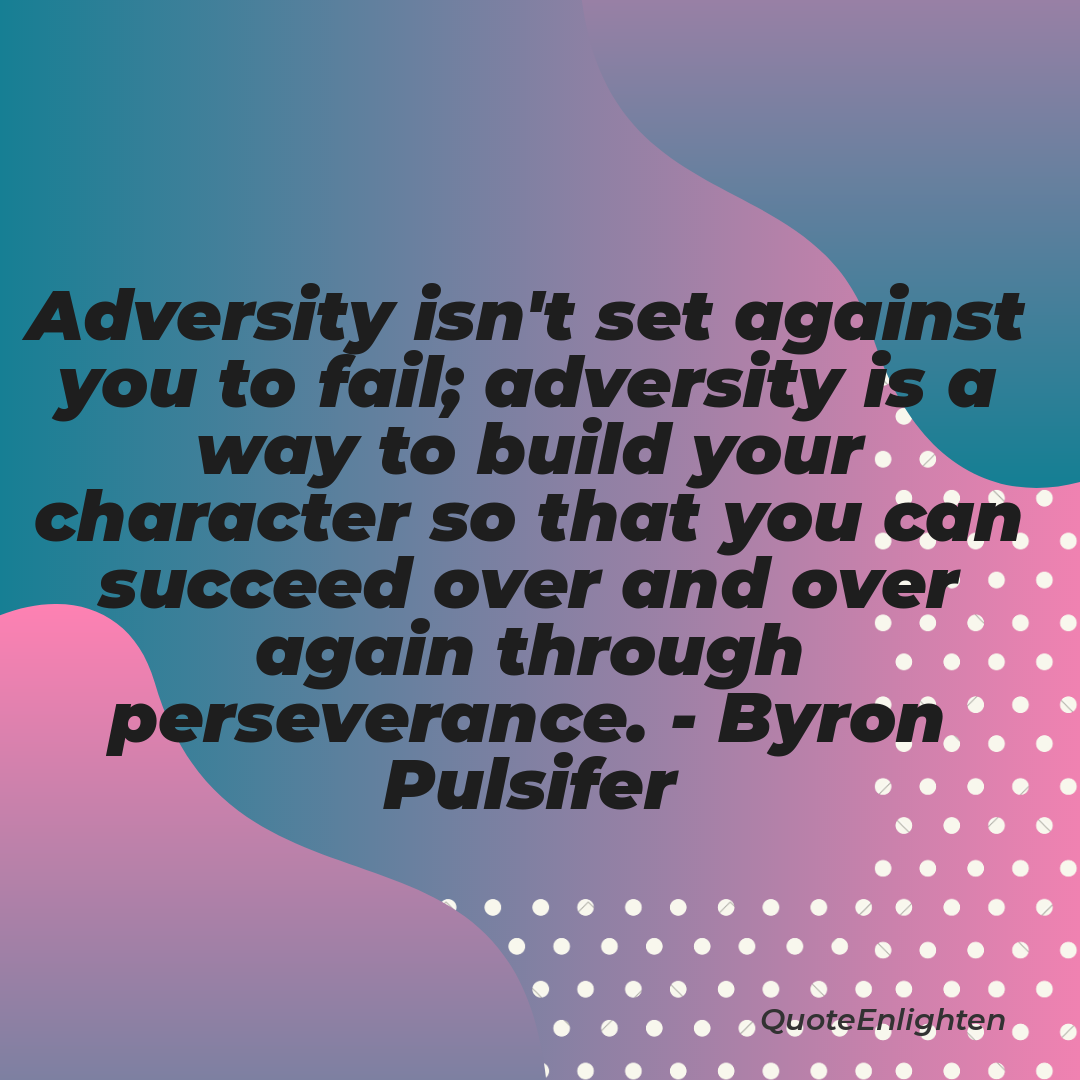 Adversity isn't set against
you to fail; adversity is a
way to build your
character so that you can
succeed over and over
again through
perseverance. - Byron
Pulsifer
QuoteEnlighten